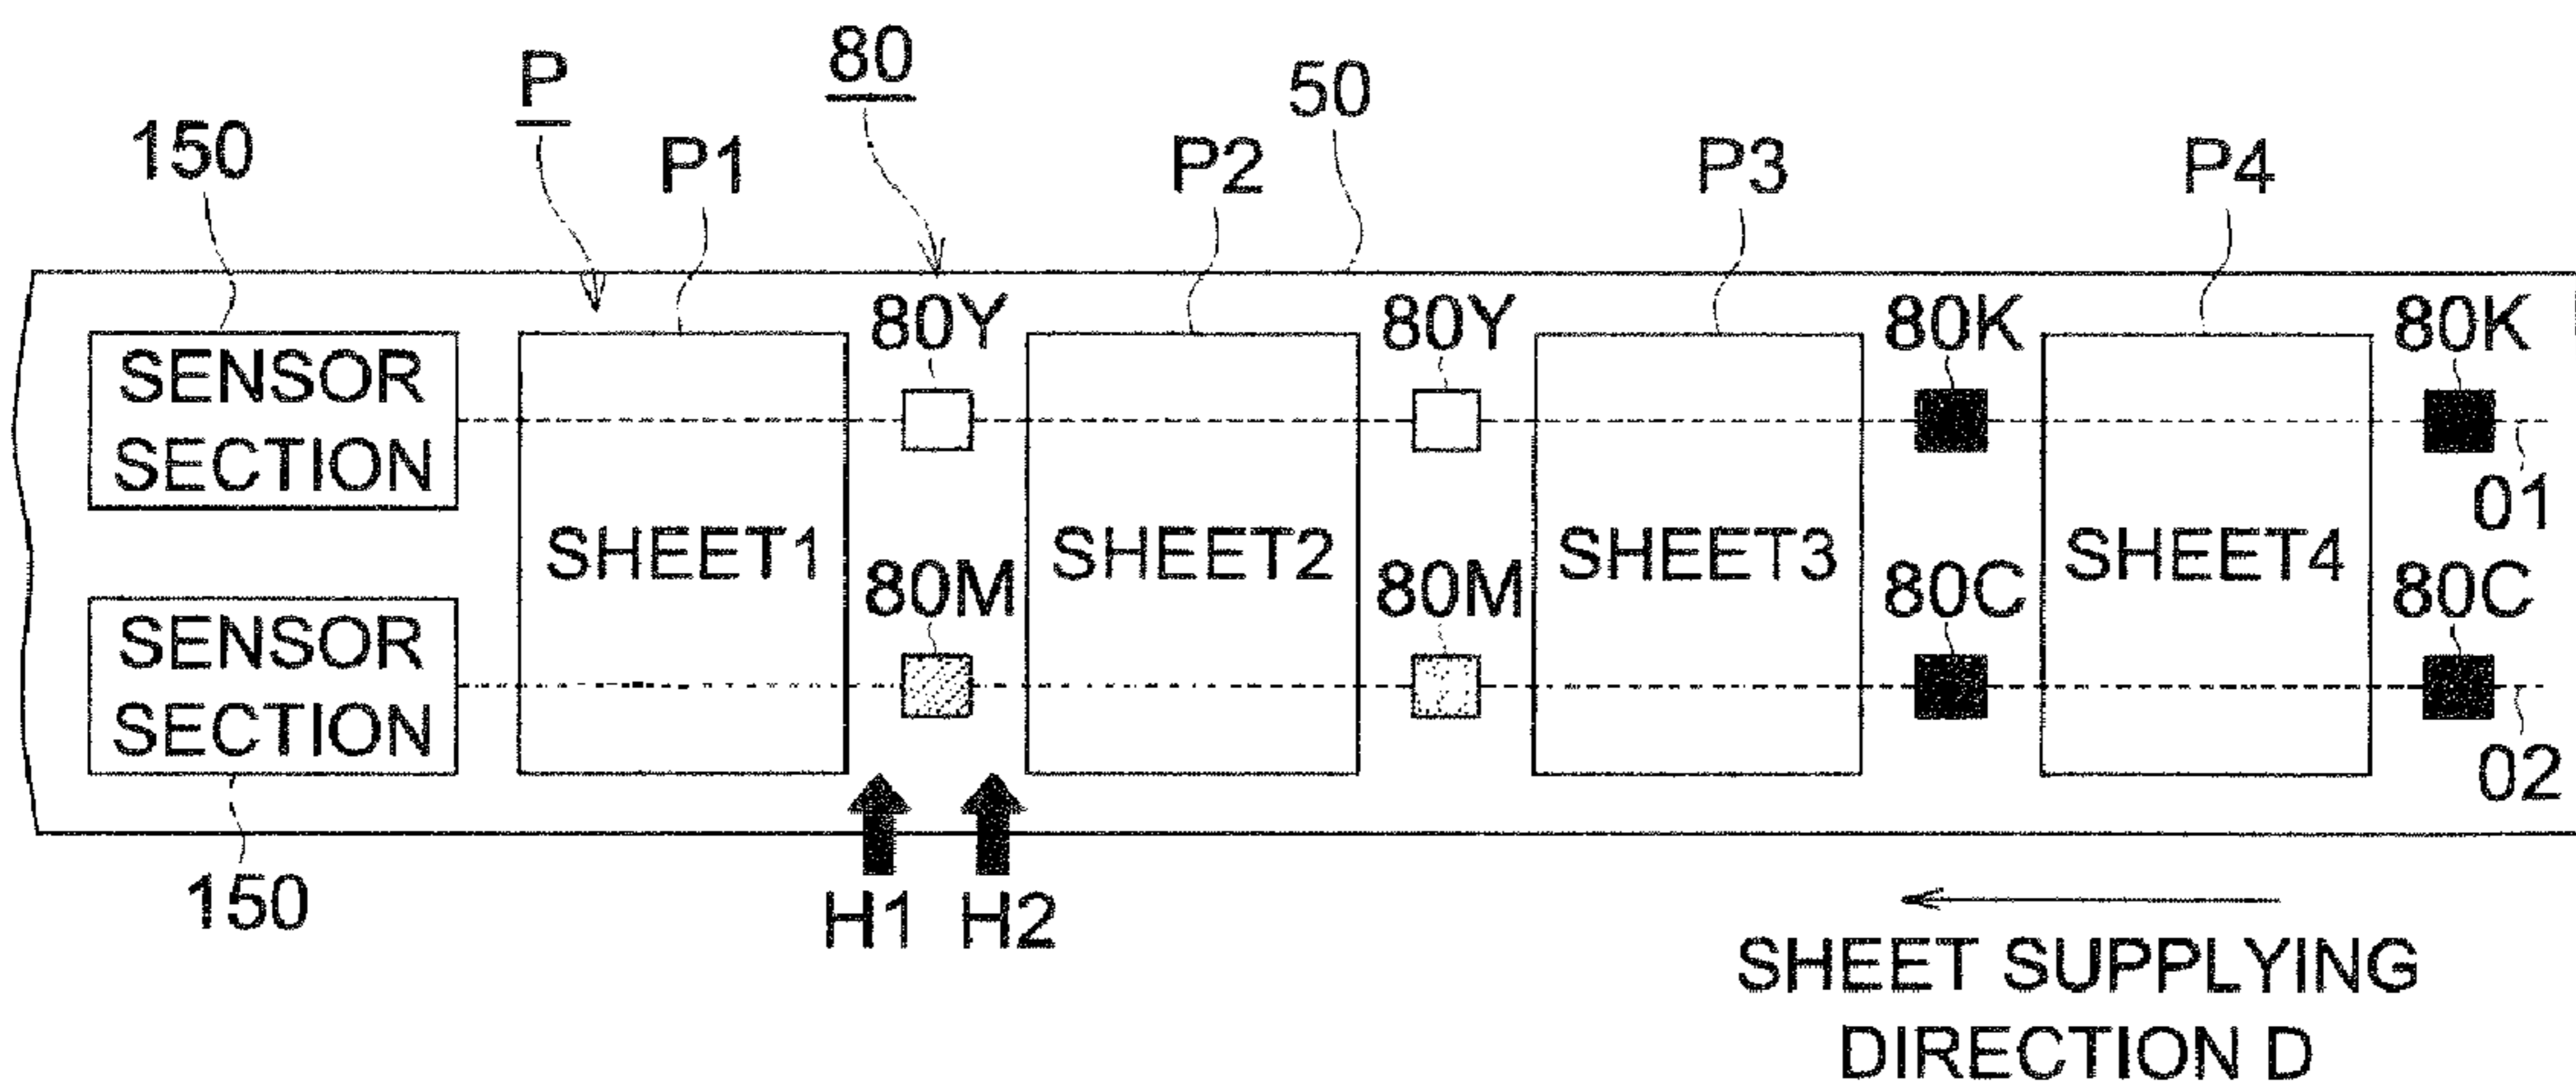 P
80
50
150
P1
P2
P3
P4
80Y
80Y
80K
80K
SENSOR
SECTION
01
SHEET1
SHEET2
SHEET3
SHEET4
80M
80M
80C
80C
SENSOR
SECTION
02
150
H1
H2
SHEET SUPPLYING
DIRECTION D